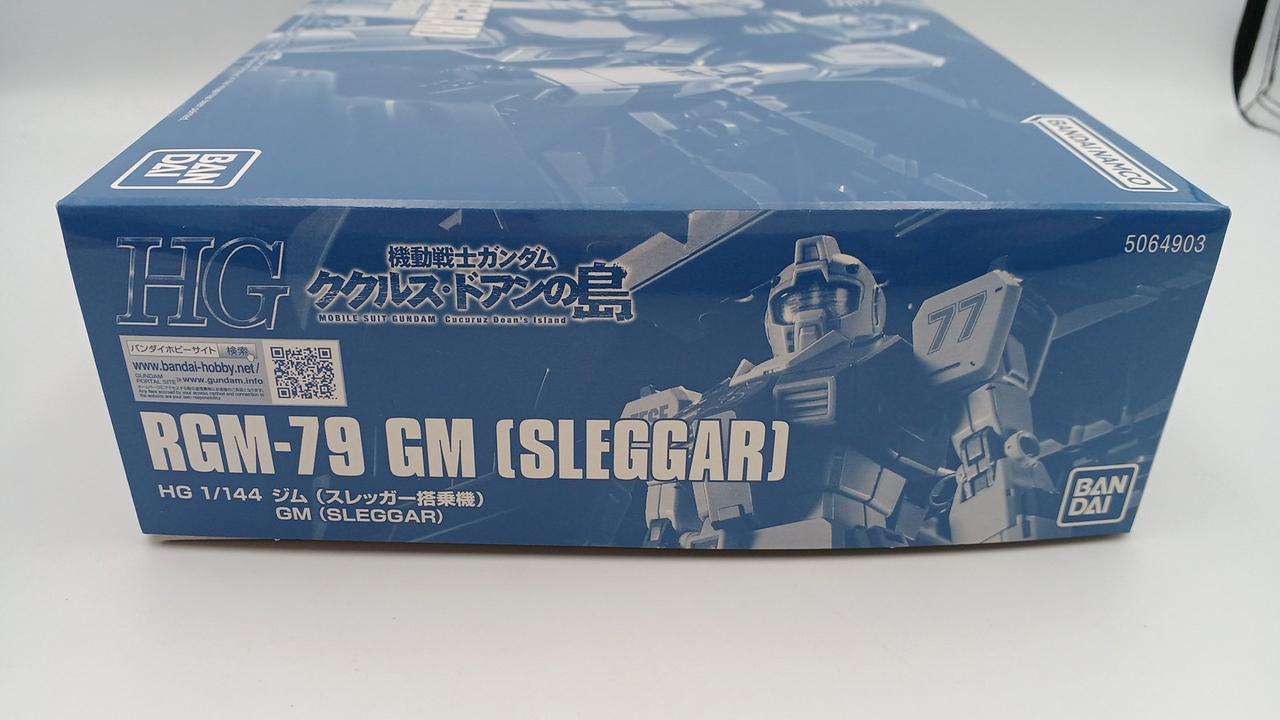 BAN
DAI
BANDAI NAMCO
5064903
HG
機動戦士ガンダム
ククルス・ドアンの島
MOBILE SUIT GUNDAM Cucuruz Doan's Island
バンダイホビーサイト 検索
www.bandai-hobby.net/
GUNDAM
PORTAL SITE www.gundam.info
77
RGM-79 GM (SLEGGAR)
HG 1/144 ジム (スレッガー搭乗機)
GM (SLEGGAR)
BAN
DAI